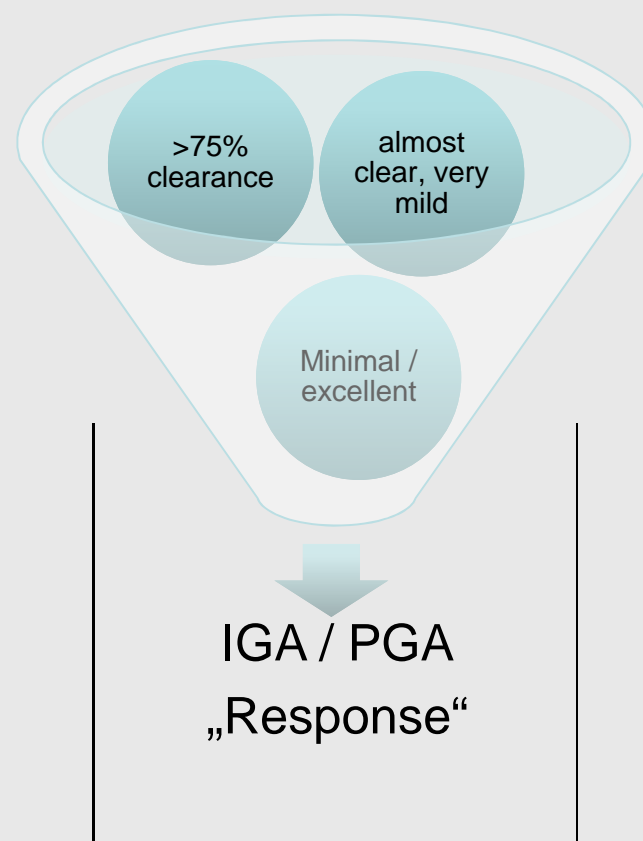 >75%
clearance
almost
clear, very
mild
Minimal /
excellent
IGA / PGA
„Response“